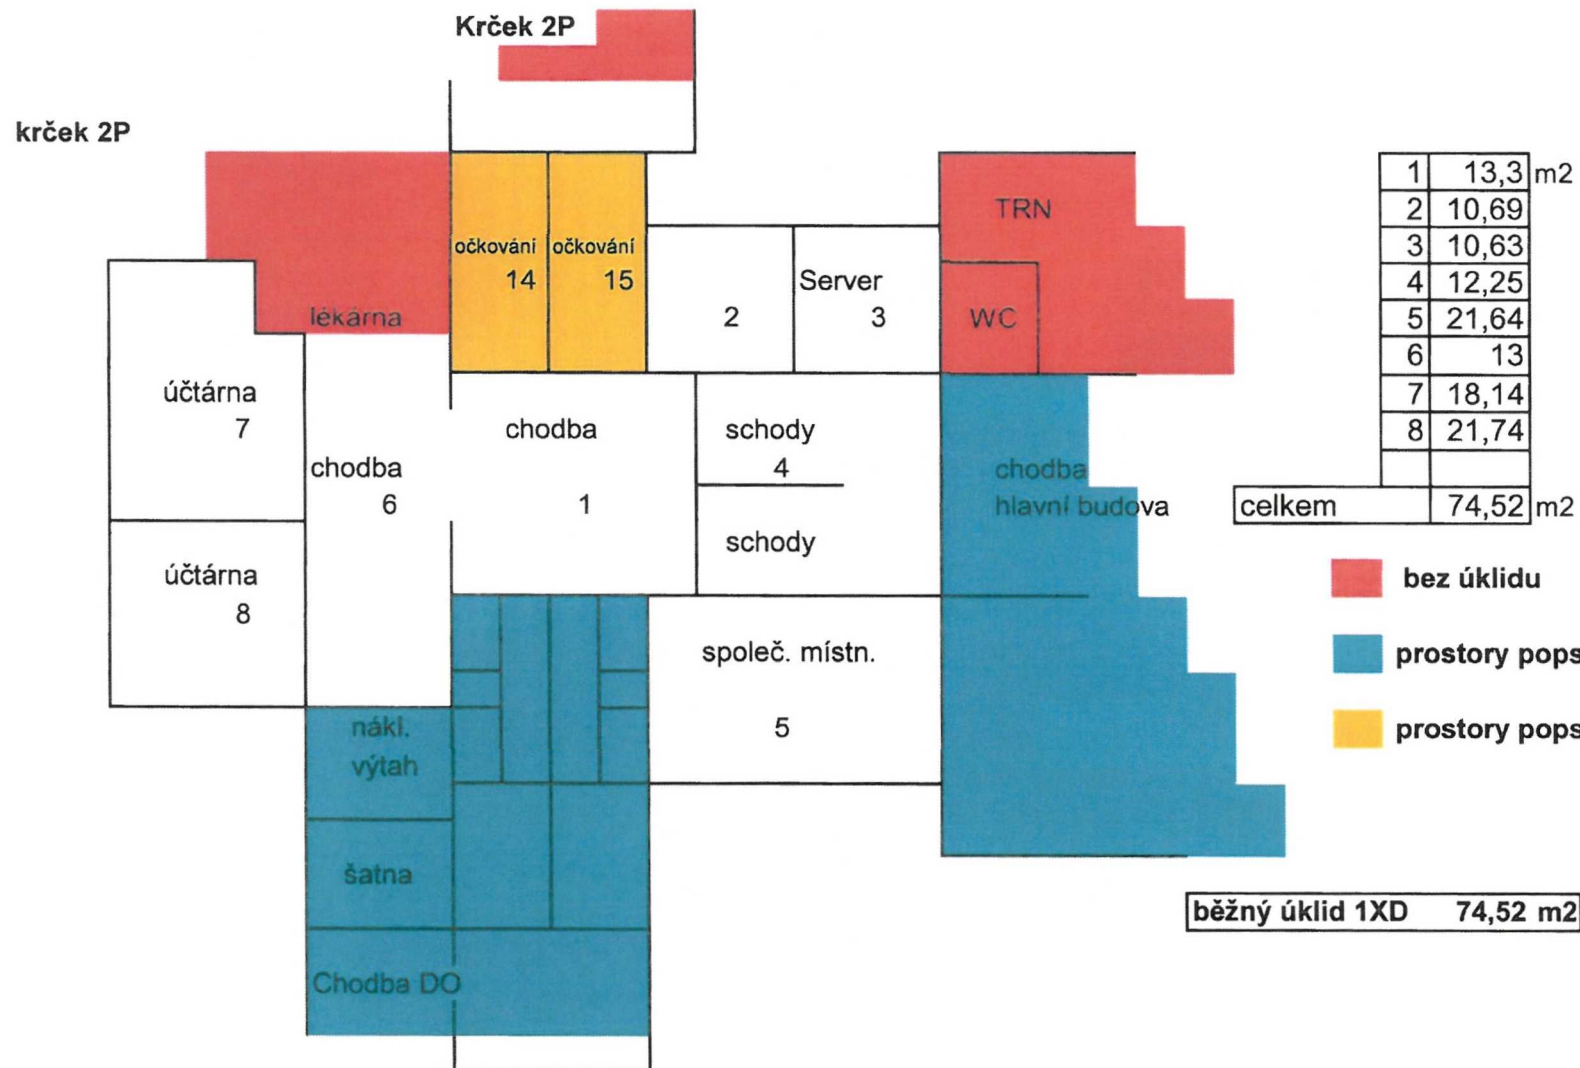 Krček 2P
krček 2P
lékárna
očkování
14
očkování
15
2
Server
3
TRN
WC
1 13,3 m2
2 10,69
3 10,63
4 12,25
5 21,64
6 13
7 18,14
8 21,74
celkem 74,52 m2
účtárna
7
chodba
6
chodba
1
schody
4
schody
chodba
hlavní budova
účtárna
8
společ. místn.
5
bez úklidu
prostory pops
prostory pops
nákl.
výtah
šatna
Chodba DO
běžný úklid 1XD 74,52 m2